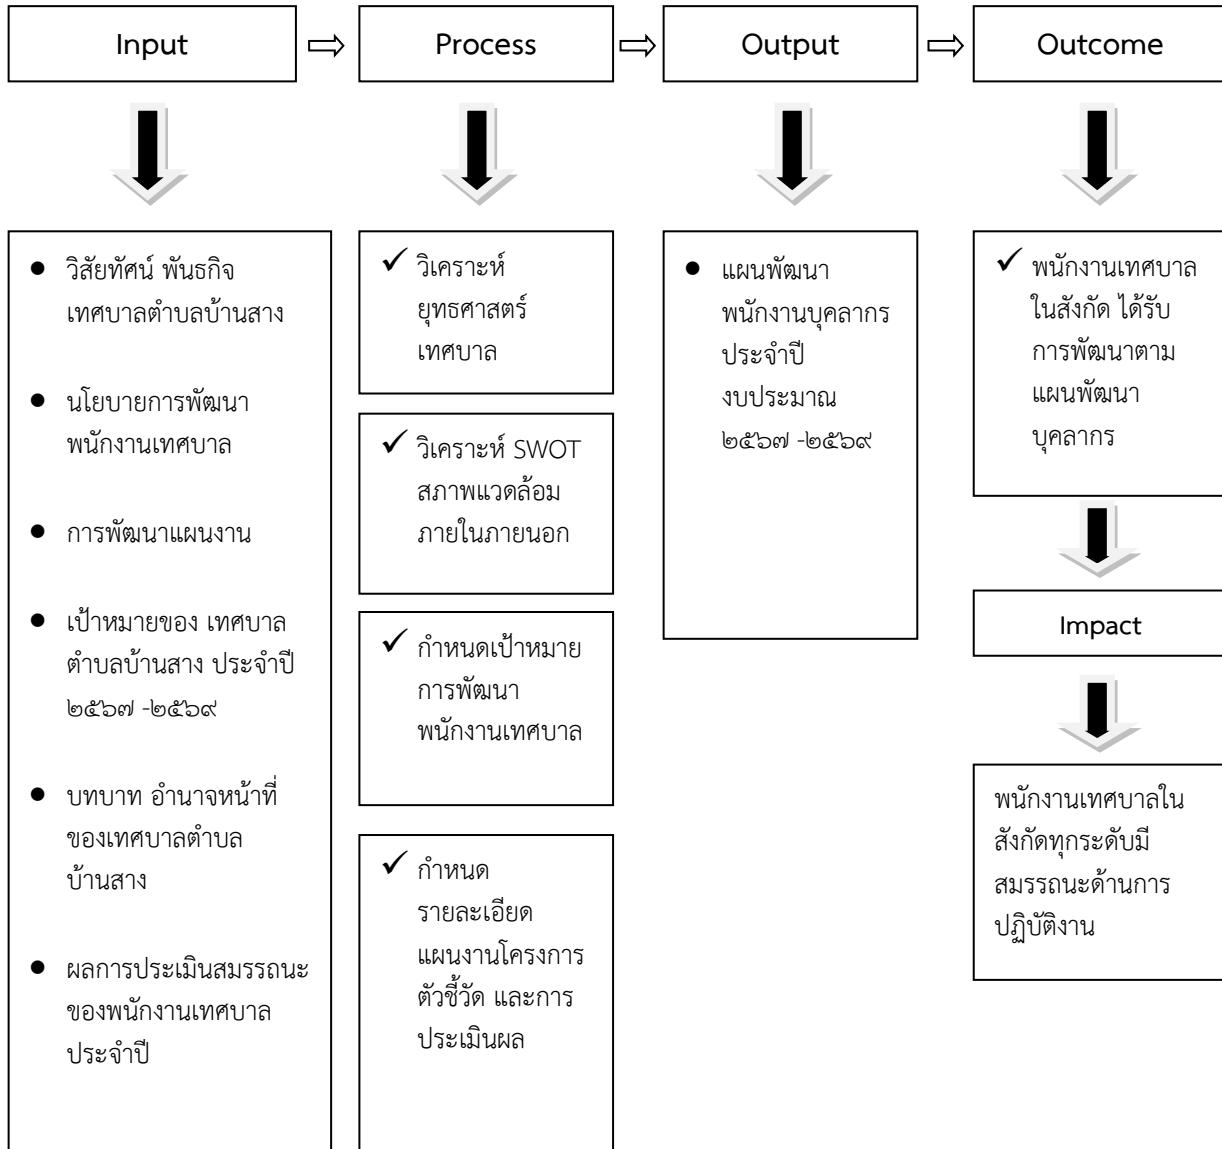 Input
Process
Output
Outcome
วิสัยทัศน์ พันธกิจ
เทศบาลตำบลบ้านสาง
นโยบายการพัฒนา
พนักงานเทศบาล
การพัฒนาแผนงาน
เป้าหมายของ เทศบาล
ตำบลบ้านสาง ประจำปี
๒๕๖๗ -๒๕๖๙
บทบาท อำนาจหน้าที่
ของเทศบาลตำบล
บ้านสาง
ผลการประเมินสมรรถนะ
ของพนักงานเทศบาล
ประจำปี
วิเคราะห์
ยุทธศาสตร์
เทศบาล
วิเคราะห์ SWOT
สภาพแวดล้อม
ภายในภายนอก
กำหนดเป้าหมาย
การพัฒนา
พนักงานเทศบาล
กำหนด
รายละเอียด
แผนงานโครงการ
ตัวชี้วัด และการ
ประเมินผล
แผนพัฒนา
พนักงานบุคลากร
ประจำปี
งบประมาณ
๒๕๖๗ -๒๕๖๙
พนักงานเทศบาล
ในสังกัด ได้รับ
การพัฒนาตาม
แผนพัฒนา
บุคลากร
Impact
พนักงานเทศบาลใน
สังกัดทุกระดับมี
สมรรถนะด้านการ
ปฏิบัติงาน